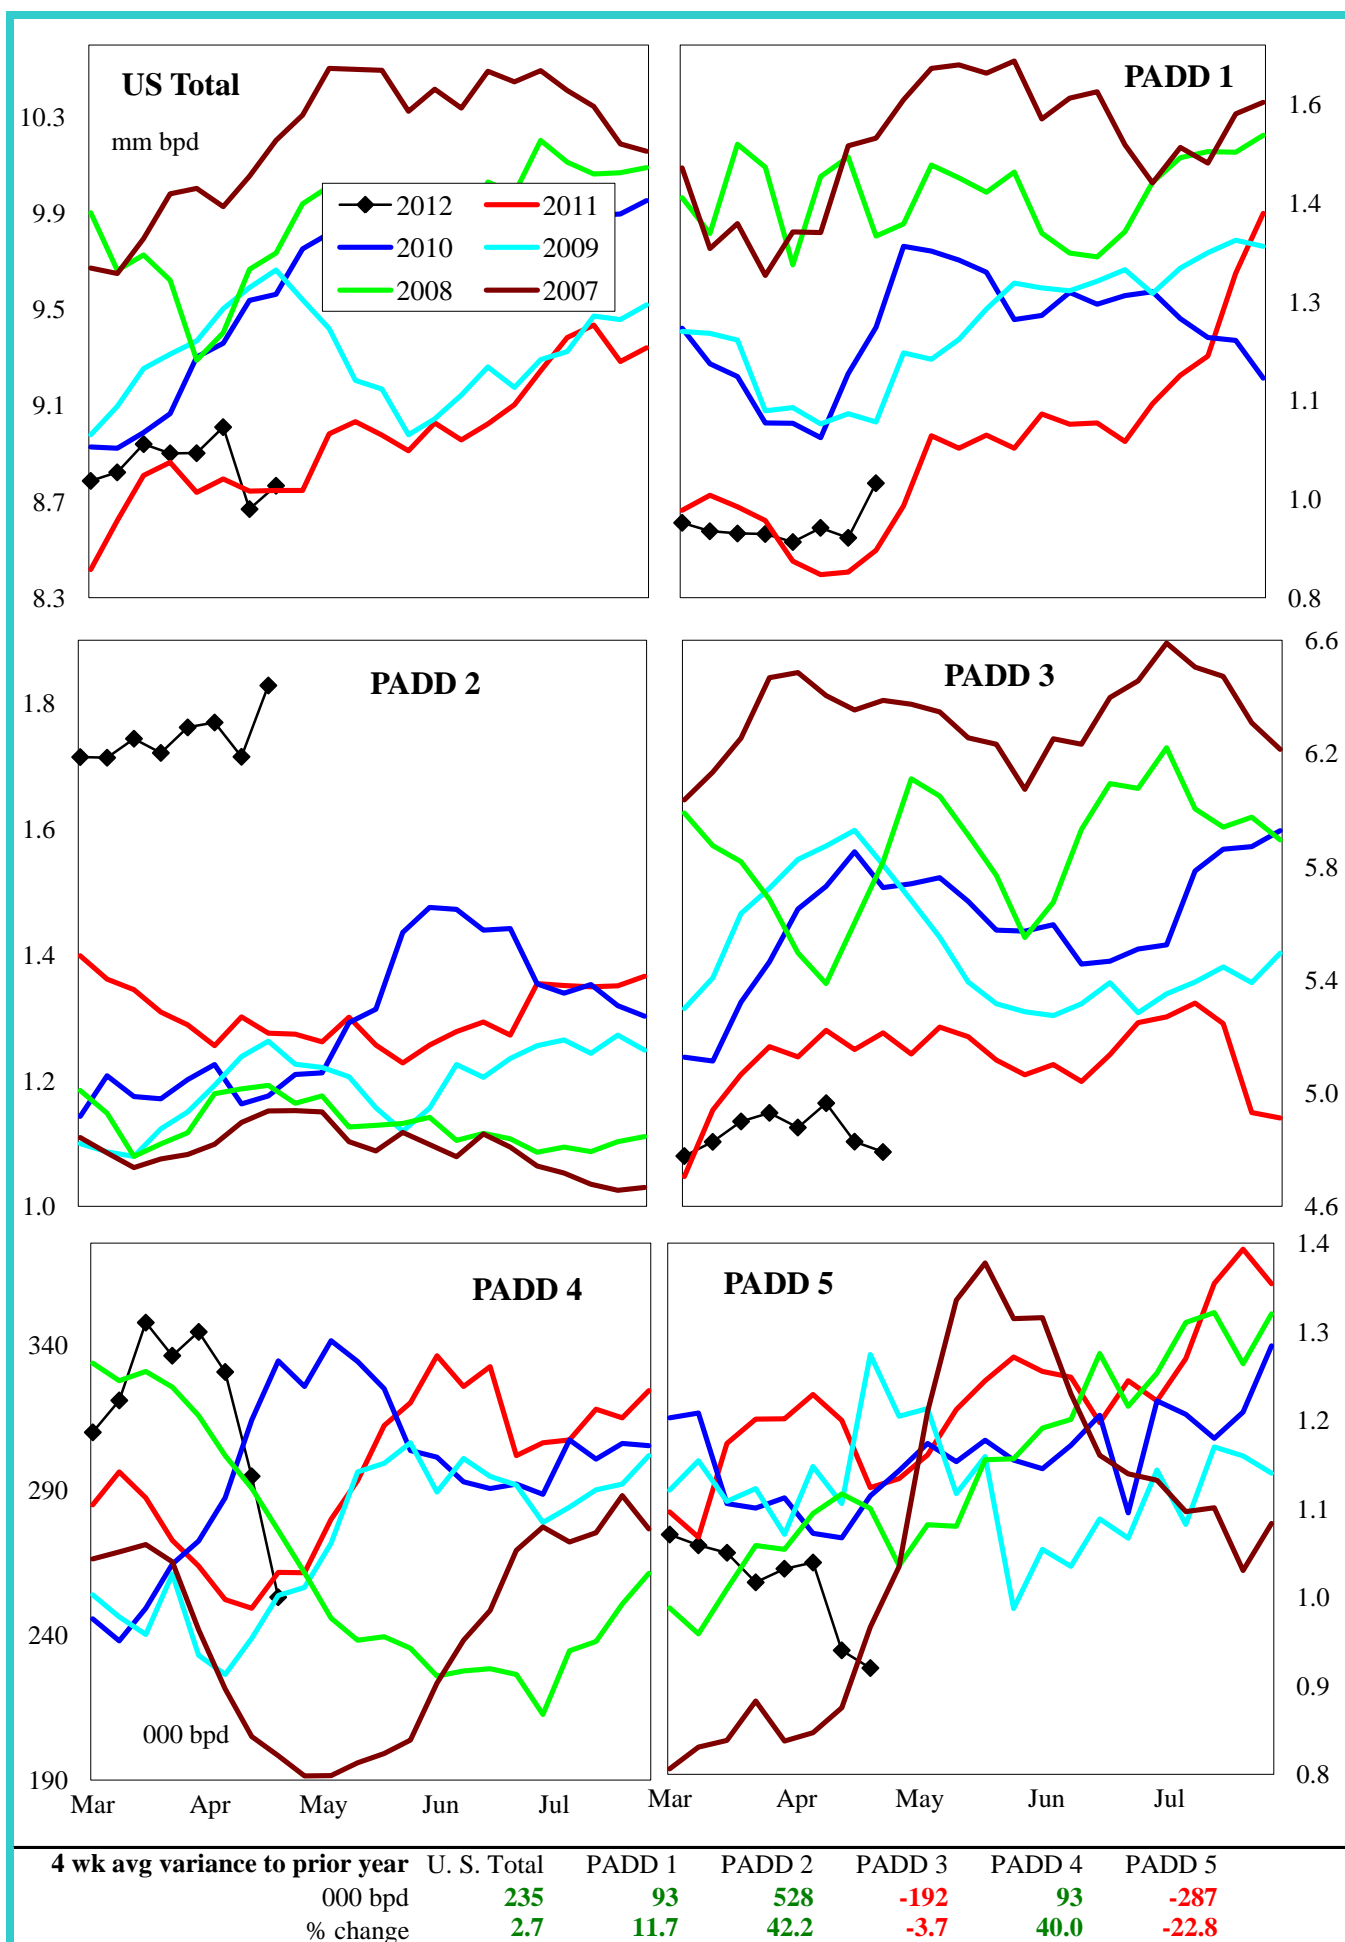 US Total
mm bpd
10.3
9.9
9.5
9.1
8.7
8.3
2012 2011
2010 2009
2008 2007
PADD 1
1.6
1.4
1.3
1.1
1.0
0.8
PADD 2
1.8
1.6
1.4
1.2
1.0
PADD 3
6.6
6.2
5.8
5.4
5.0
4.6
PADD 4
340
290
240
190
000 bpd
Mar Apr May Jun Jul
PADD 5
1.4
1.3
1.2
1.1
1.0
0.9
0.8
Mar Apr May Jun Jul
4 wk avg variance to prior year U. S. Total PADD 1 PADD 2 PADD 3 PADD 4 PADD 5
000 bpd 235 93 528 -192 93 -287
% change 2.7 11.7 42.2 -3.7 40.0 -22.8